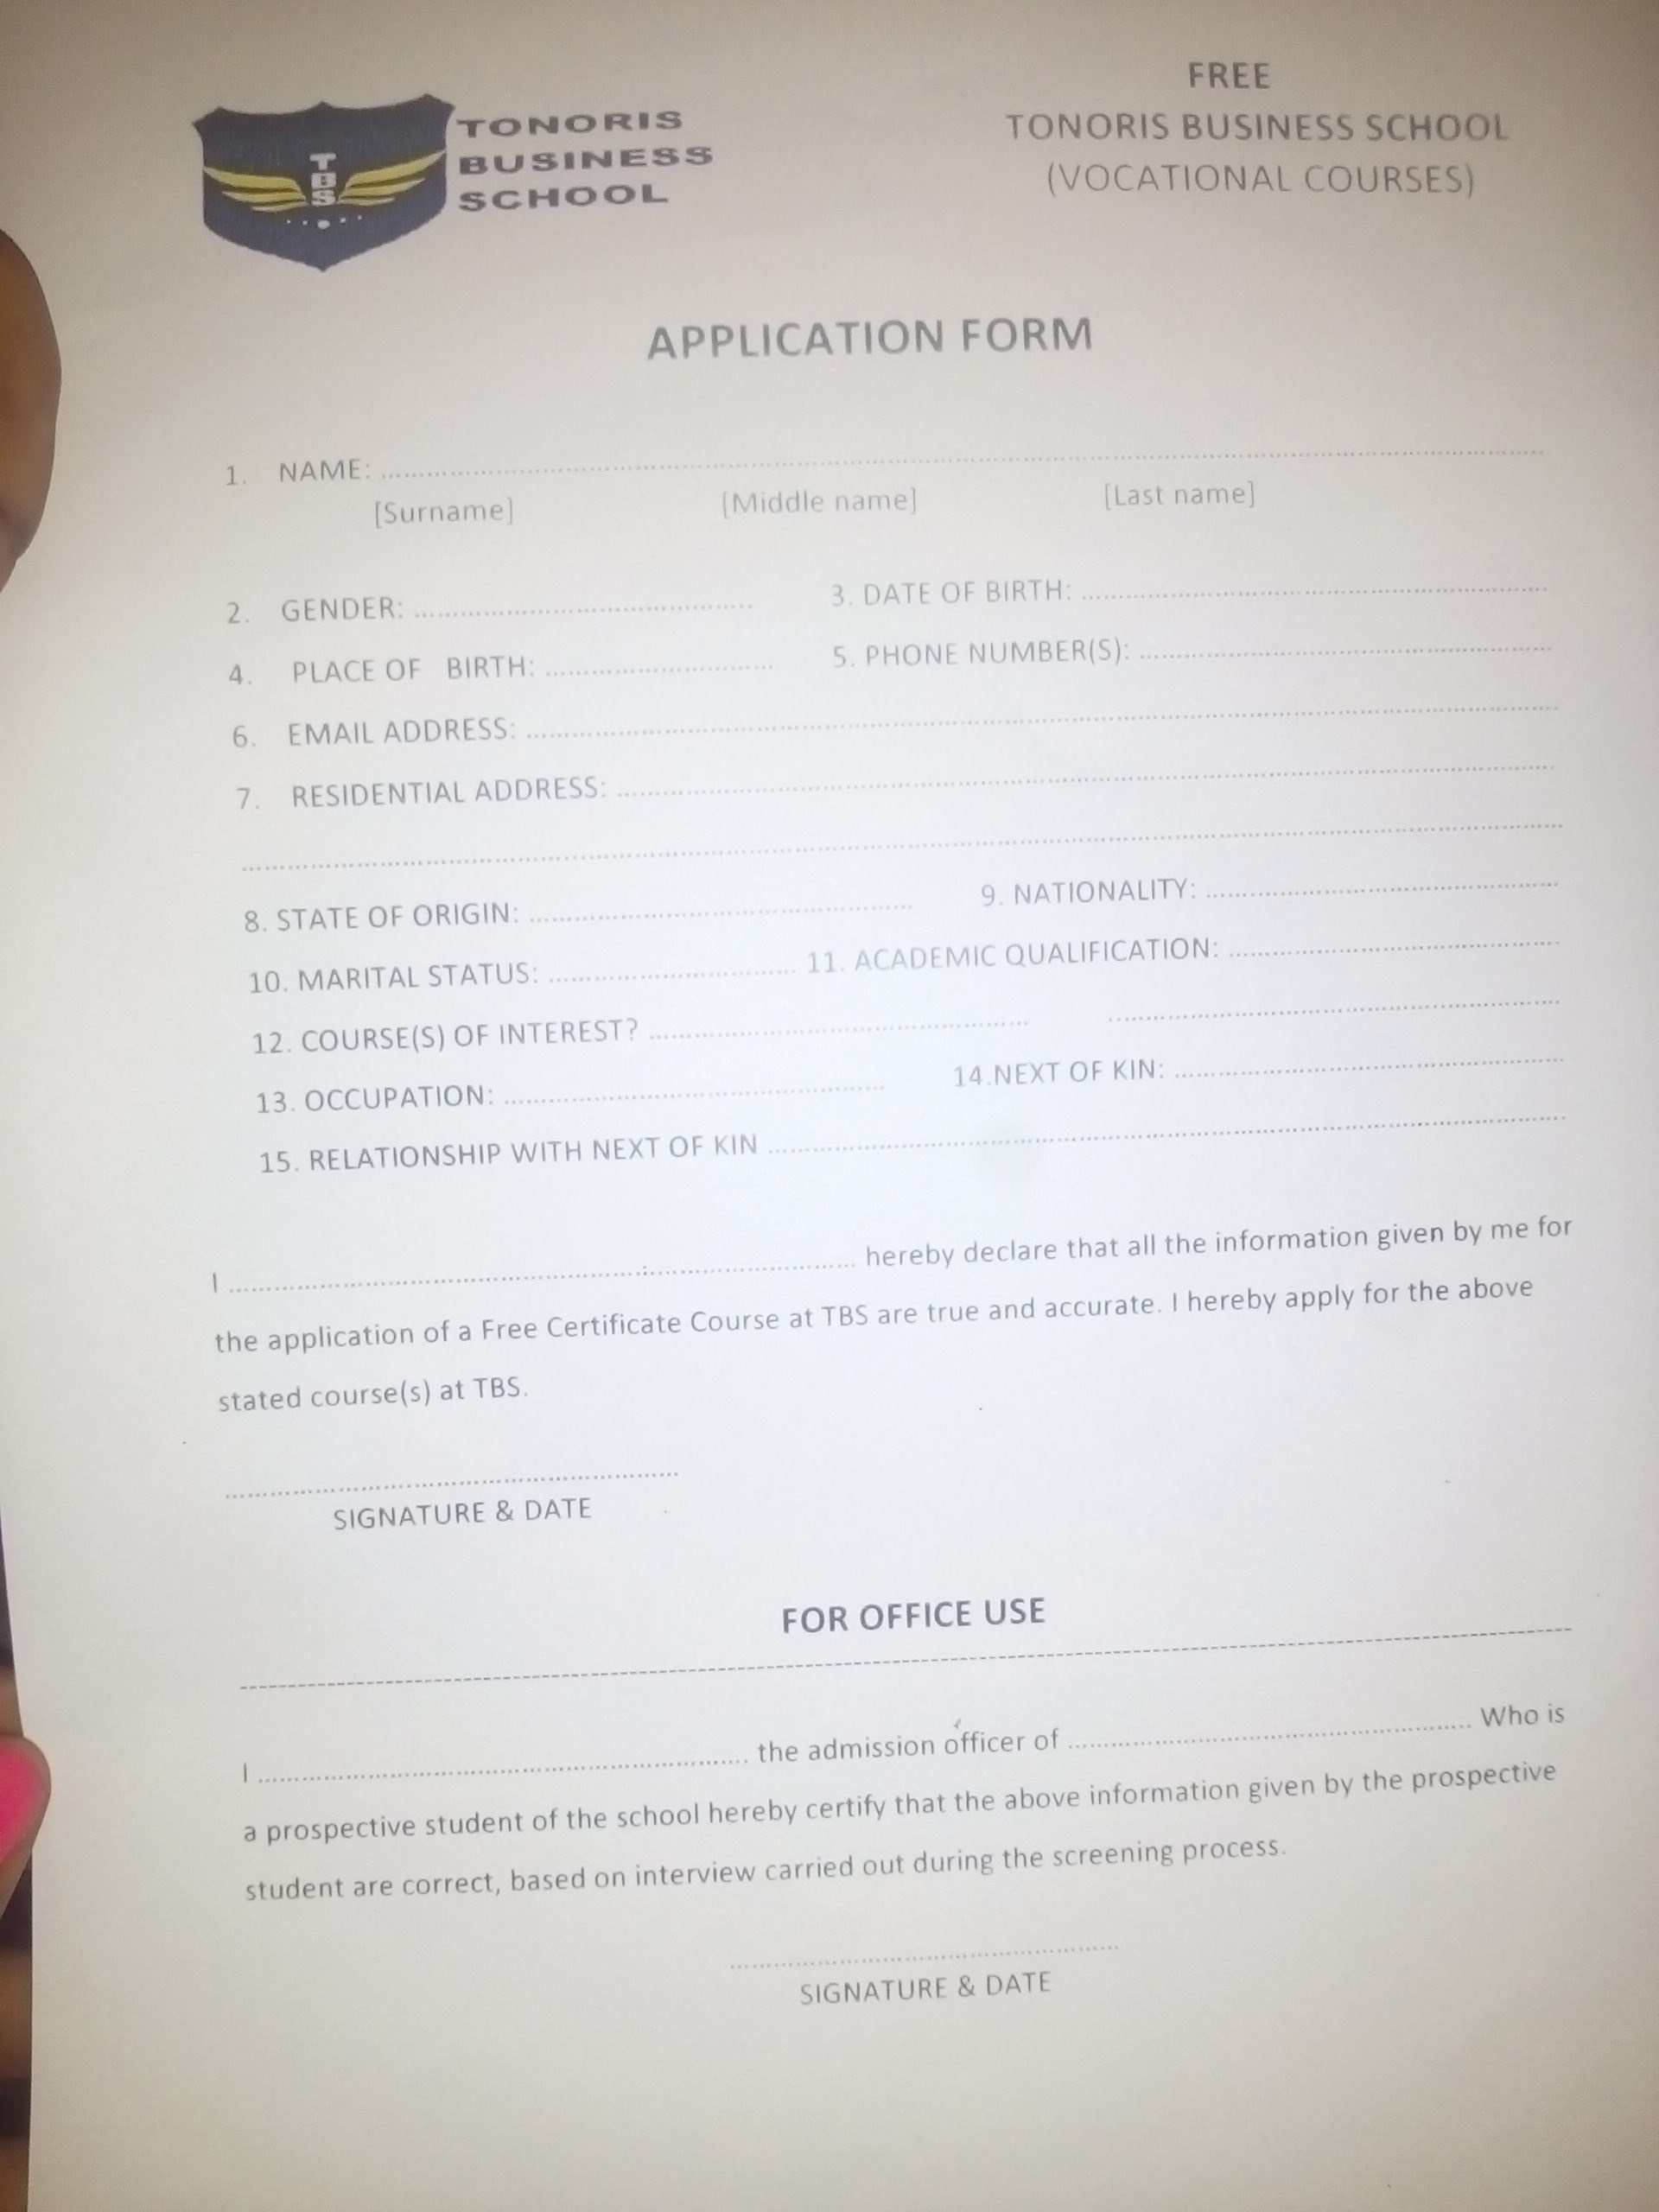 TBS
TONORIS
BUSINESS
SCHOOL
FREE
TONORIS BUSINESS SCHOOL
(VOCATIONAL COURSES)
APPLICATION FORM
1. NAME: ........................................................................
[Surname] [Middle name] [Last name]
2. GENDER: ........................ 3. DATE OF BIRTH: ........................
4. PLACE OF BIRTH: ........................ 5. PHONE NUMBER(S): ........................
6. EMAIL ADDRESS: ........................................................................
7. RESIDENTIAL ADDRESS: ........................................................................
........................................................................
8. STATE OF ORIGIN: ........................ 9. NATIONALITY: ........................
10. MARITAL STATUS: ........................ 11. ACADEMIC QUALIFICATION: ........................
12. COURSE(S) OF INTEREST? ........................ ........................
13. OCCUPATION: ........................ 14.NEXT OF KIN: ........................
15. RELATIONSHIP WITH NEXT OF KIN ........................................................................
I ........................................................................ hereby declare that all the information given by me for
the application of a Free Certificate Course at TBS are true and accurate. I hereby apply for the above
stated course(s) at TBS.
........................................................................
SIGNATURE & DATE
FOR OFFICE USE
------------------------------------------------------------------------
I ........................................................................ the admission officer of ........................................................................ Who is
a prospective student of the school hereby certify that the above information given by the prospective
student are correct, based on interview carried out during the screening process.
........................................................................
SIGNATURE & DATE